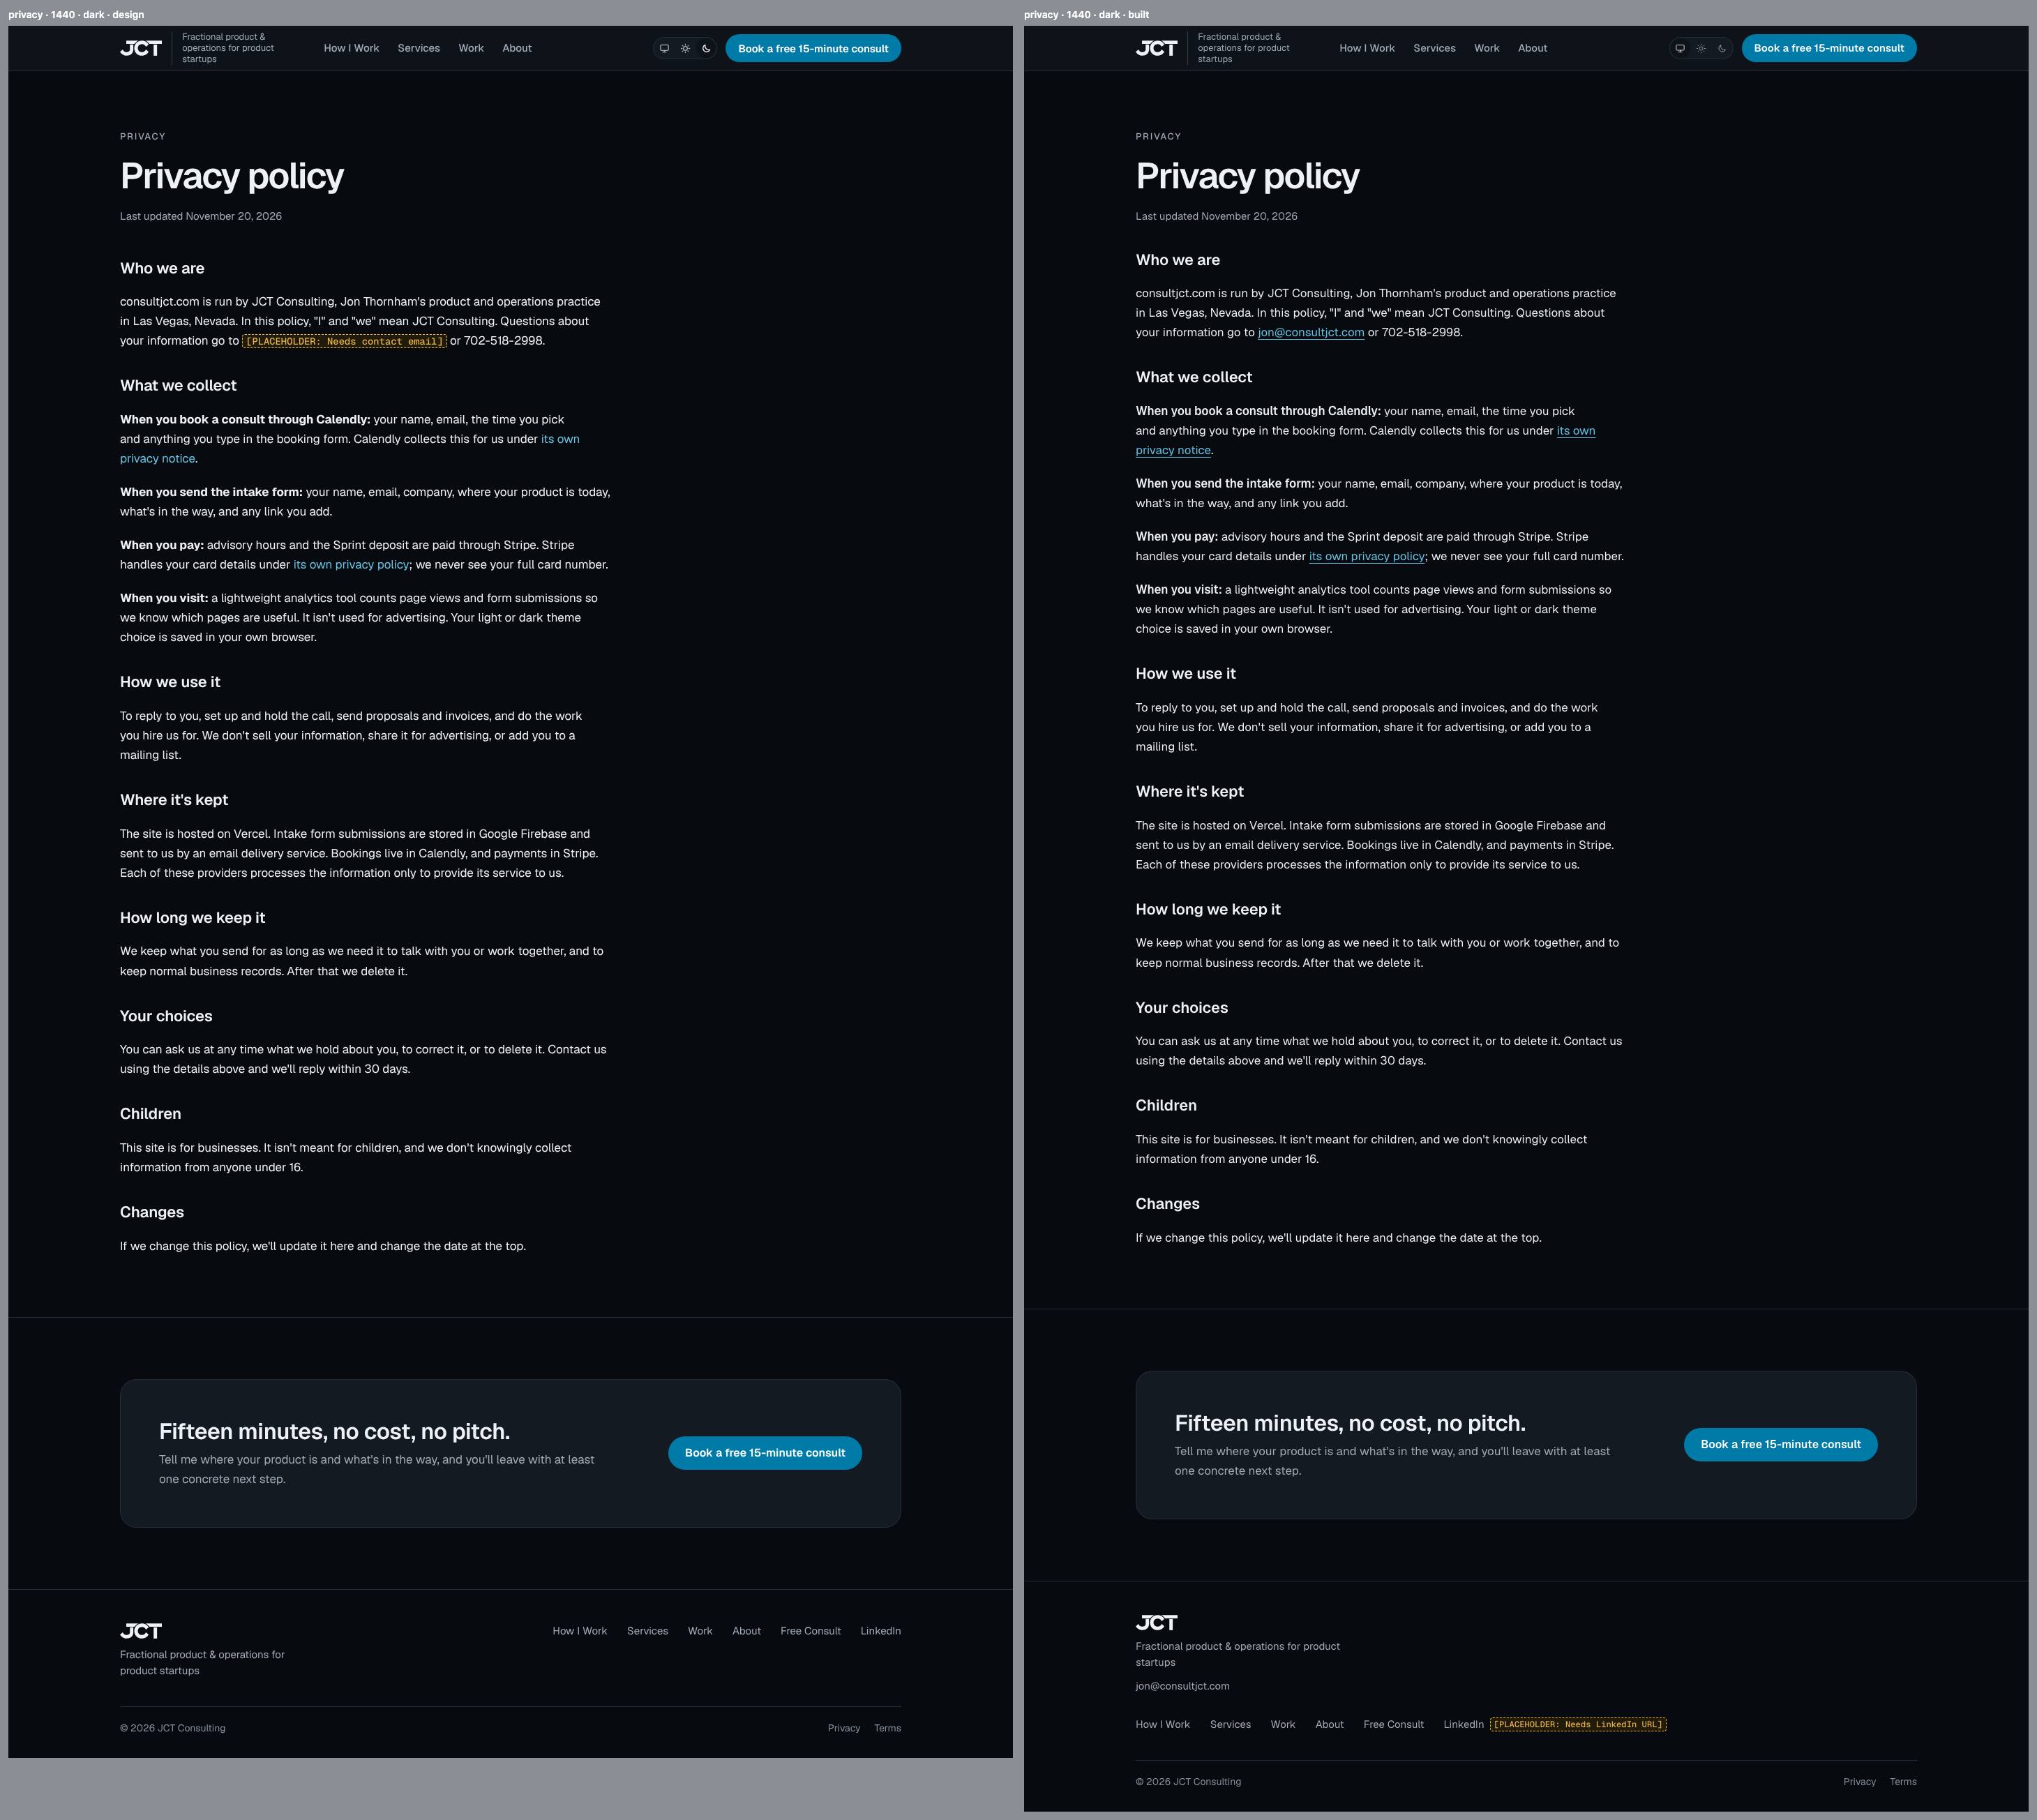 privacy · 1440 · dark · design
JCT
Fractional product &
operations for product
startups
How I Work
Services
Work
About
Book a free 15-minute consult
PRIVACY
Privacy policy
Last updated November 20, 2026
Who we are
consultjct.com is run by JCT Consulting, Jon Thornham's product and operations practice
in Las Vegas, Nevada. In this policy, "I" and "we" mean JCT Consulting. Questions about
your information go to [PLACEHOLDER: Needs contact email] or 702-518-2998.
What we collect
When you book a consult through Calendly: your name, email, the time you pick
and anything you type in the booking form. Calendly collects this for us under its own
privacy notice.
When you send the intake form: your name, email, company, where your product is today,
what's in the way, and any link you add.
When you pay: advisory hours and the Sprint deposit are paid through Stripe. Stripe
handles your card details under its own privacy policy; we never see your full card number.
When you visit: a lightweight analytics tool counts page views and form submissions so
we know which pages are useful. It isn't used for advertising. Your light or dark theme
choice is saved in your own browser.
How we use it
To reply to you, set up and hold the call, send proposals and invoices, and do the work
you hire us for. We don't sell your information, share it for advertising, or add you to a
mailing list.
Where it's kept
The site is hosted on Vercel. Intake form submissions are stored in Google Firebase and
sent to us by an email delivery service. Bookings live in Calendly, and payments in Stripe.
Each of these providers processes the information only to provide its service to us.
How long we keep it
We keep what you send for as long as we need it to talk with you or work together, and to
keep normal business records. After that we delete it.
Your choices
You can ask us at any time what we hold about you, to correct it, or to delete it. Contact us
using the details above and we'll reply within 30 days.
Children
This site is for businesses. It isn't meant for children, and we don't knowingly collect
information from anyone under 16.
Changes
If we change this policy, we'll update it here and change the date at the top.
Fifteen minutes, no cost, no pitch.
Tell me where your product is and what's in the way, and you'll leave with at least
one concrete next step.
Book a free 15-minute consult
JCT
Fractional product & operations for
product startups
How I Work
Services
Work
About
Free Consult
LinkedIn
© 2026 JCT Consulting
Privacy
Terms
privacy · 1440 · dark · built
JCT
Fractional product &
operations for product
startups
How I Work
Services
Work
About
Book a free 15-minute consult
PRIVACY
Privacy policy
Last updated November 20, 2026
Who we are
consultjct.com is run by JCT Consulting, Jon Thornham's product and operations practice
in Las Vegas, Nevada. In this policy, "I" and "we" mean JCT Consulting. Questions about
your information go to jon@consultjct.com or 702-518-2998.
What we collect
When you book a consult through Calendly: your name, email, the time you pick
and anything you type in the booking form. Calendly collects this for us under its own
privacy notice.
When you send the intake form: your name, email, company, where your product is today,
what's in the way, and any link you add.
When you pay: advisory hours and the Sprint deposit are paid through Stripe. Stripe
handles your card details under its own privacy policy; we never see your full card number.
When you visit: a lightweight analytics tool counts page views and form submissions so
we know which pages are useful. It isn't used for advertising. Your light or dark theme
choice is saved in your own browser.
How we use it
To reply to you, set up and hold the call, send proposals and invoices, and do the work
you hire us for. We don't sell your information, share it for advertising, or add you to a
mailing list.
Where it's kept
The site is hosted on Vercel. Intake form submissions are stored in Google Firebase and
sent to us by an email delivery service. Bookings live in Calendly, and payments in Stripe.
Each of these providers processes the information only to provide its service to us.
How long we keep it
We keep what you send for as long as we need it to talk with you or work together, and to
keep normal business records. After that we delete it.
Your choices
You can ask us at any time what we hold about you, to correct it, or to delete it. Contact us
using the details above and we'll reply within 30 days.
Children
This site is for businesses. It isn't meant for children, and we don't knowingly collect
information from anyone under 16.
Changes
If we change this policy, we'll update it here and change the date at the top.
Fifteen minutes, no cost, no pitch.
Tell me where your product is and what's in the way, and you'll leave with at least
one concrete next step.
Book a free 15-minute consult
JCT
Fractional product & operations for product
startups
jon@consultjct.com
How I Work
Services
Work
About
Free Consult
LinkedIn [PLACEHOLDER: Needs LinkedIn URL]
© 2026 JCT Consulting
Privacy
Terms